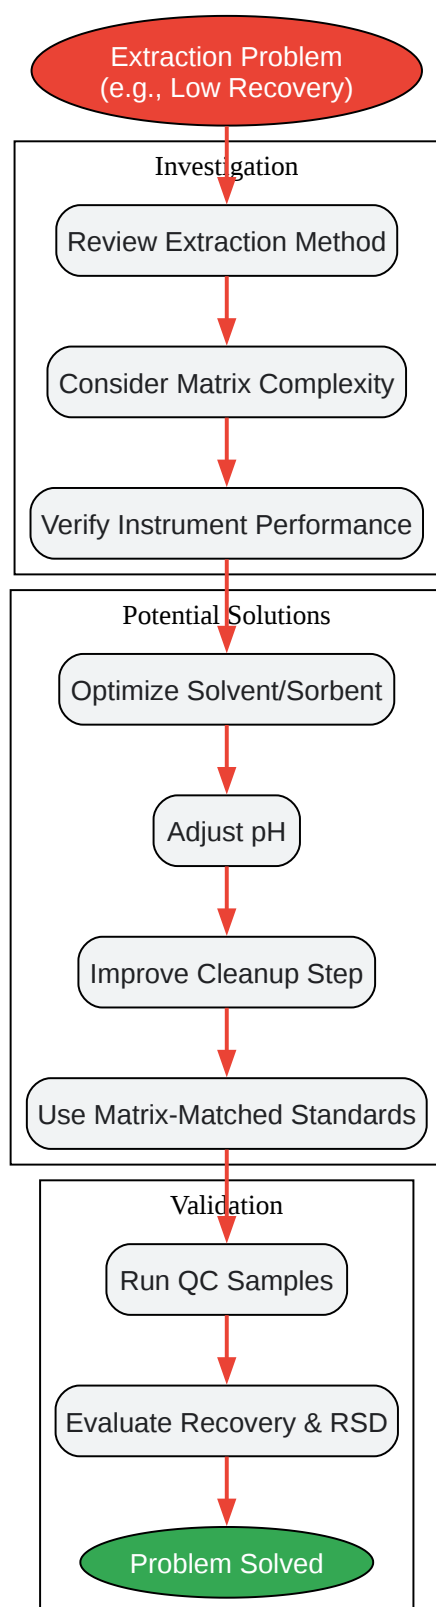 Extraction Problem
(e.g., Low Recovery)
Investigation
Review Extraction Method
Consider Matrix Complexity
Verify Instrument Performance
Potential Solutions
Optimize Solvent/Sorbent
Adjust pH
Improve Cleanup Step
Use Matrix-Matched Standards
Validation
Run QC Samples
Evaluate Recovery & RSD
Problem Solved